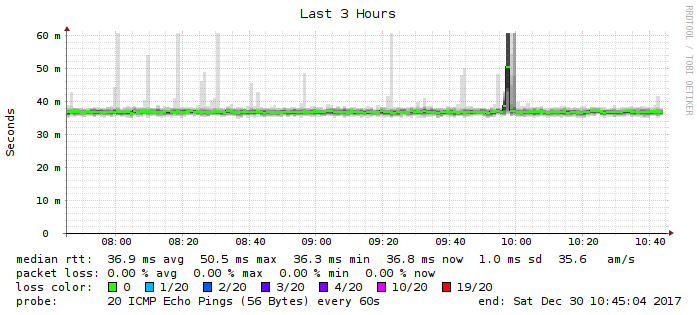 Last 3 Hours
RRDTOOL / TOBI OETIKER
Seconds
60 m
50 m
40 m
30 m
20 m
10 m
0
08:00 08:20 08:40 09:00 09:20 09:40 10:00 10:20 10:40
median rtt: 36.9 ms avg 50.5 ms max 36.3 ms min 36.8 ms now 1.0 ms sd 35.6 am/s
packet loss: 0.00 % avg 0.00 % max 0.00 % min 0.00 % now
loss color: 0 1/20 2/20 3/20 4/20 10/20 19/20
probe: 20 ICMP Echo Pings (56 Bytes) every 60s end: Sat Dec 30 10:45:04 2017